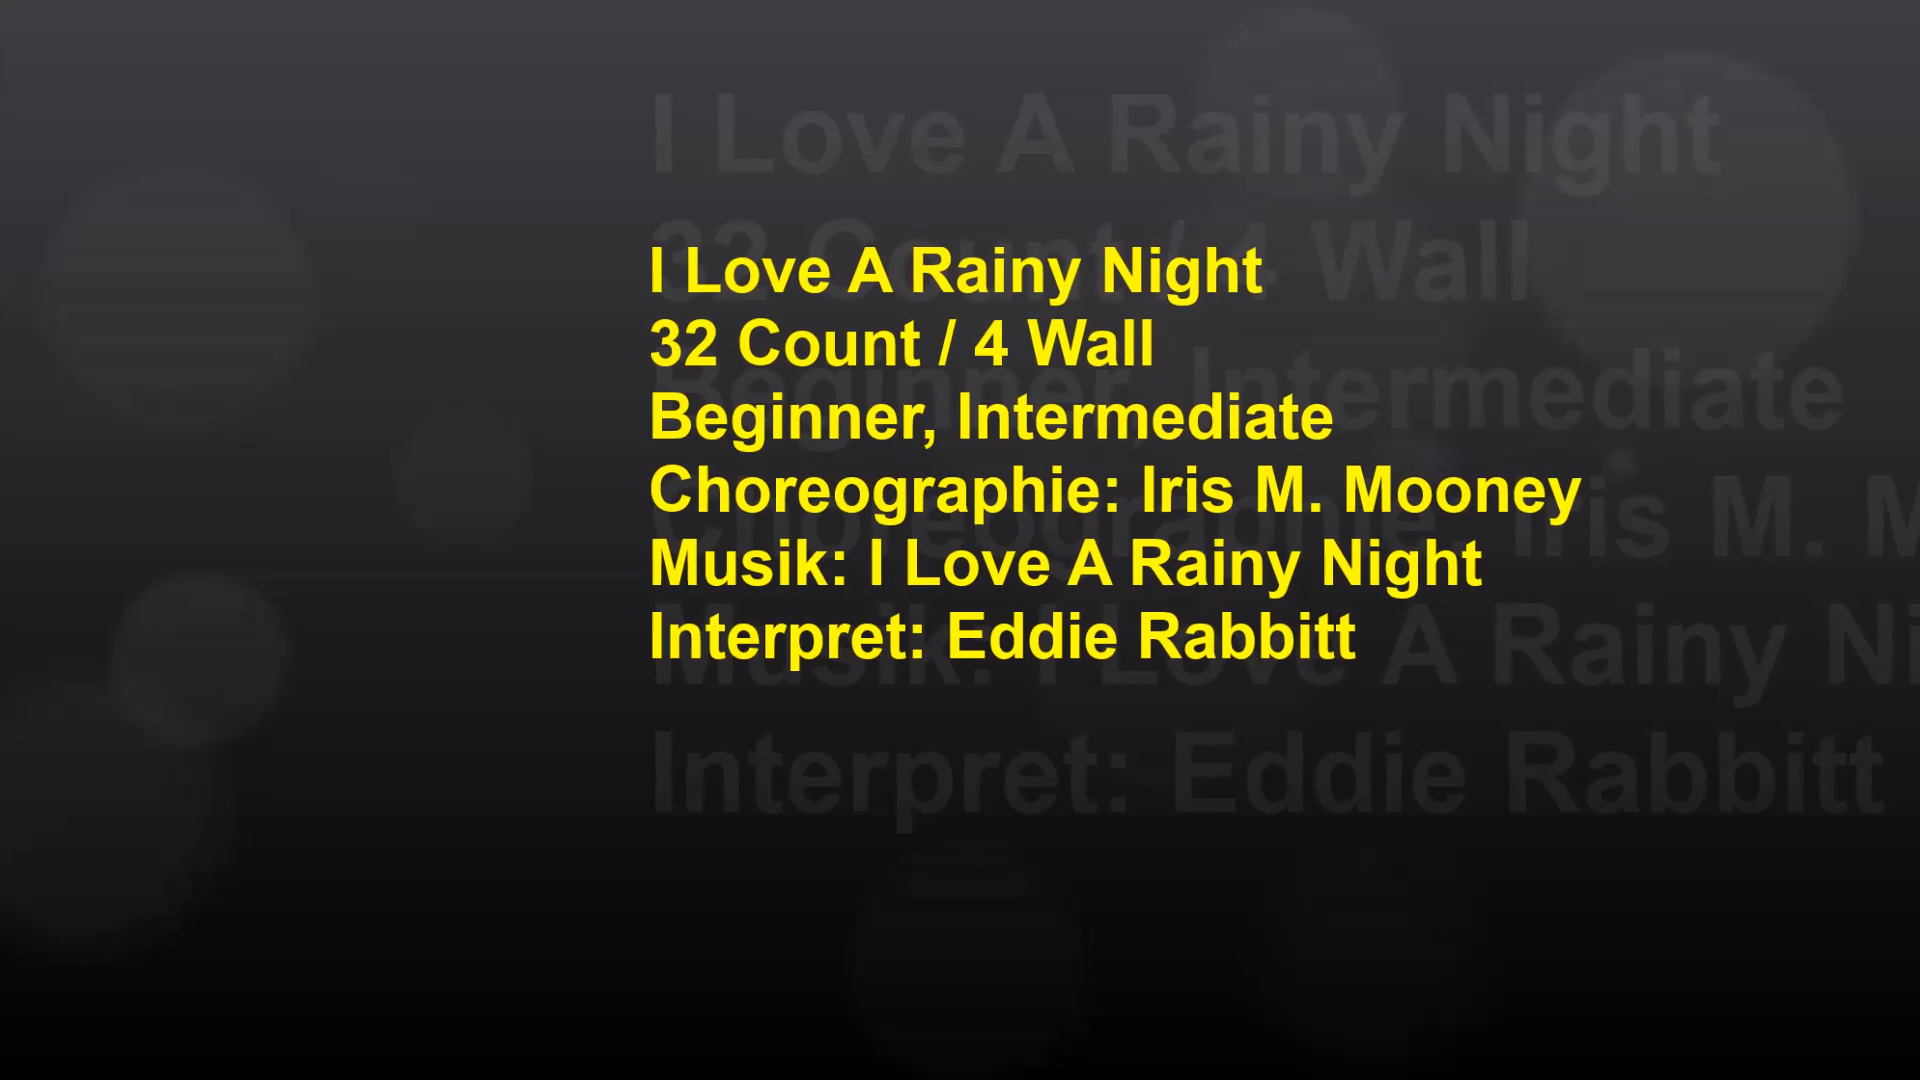 I Love A Rainy Night
32 Count / 4 Wall
Beginner, Intermediate
Choreographie: Iris M. Mooney
Musik: I Love A Rainy Night
Interpret: Eddie Rabbitt